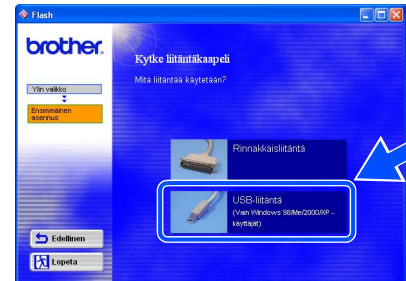 Flash
brother.
Kytke liitäntäkaapeli
Mitä liitäntää käytetään?
Ylin valikko
Ensimmäinen
asennus
Rinnakkaisliitäntä
USB-liitäntä
(Vain Windows 98/Me/2000/XP -
käyttäjät)
Edellinen
Lopeta